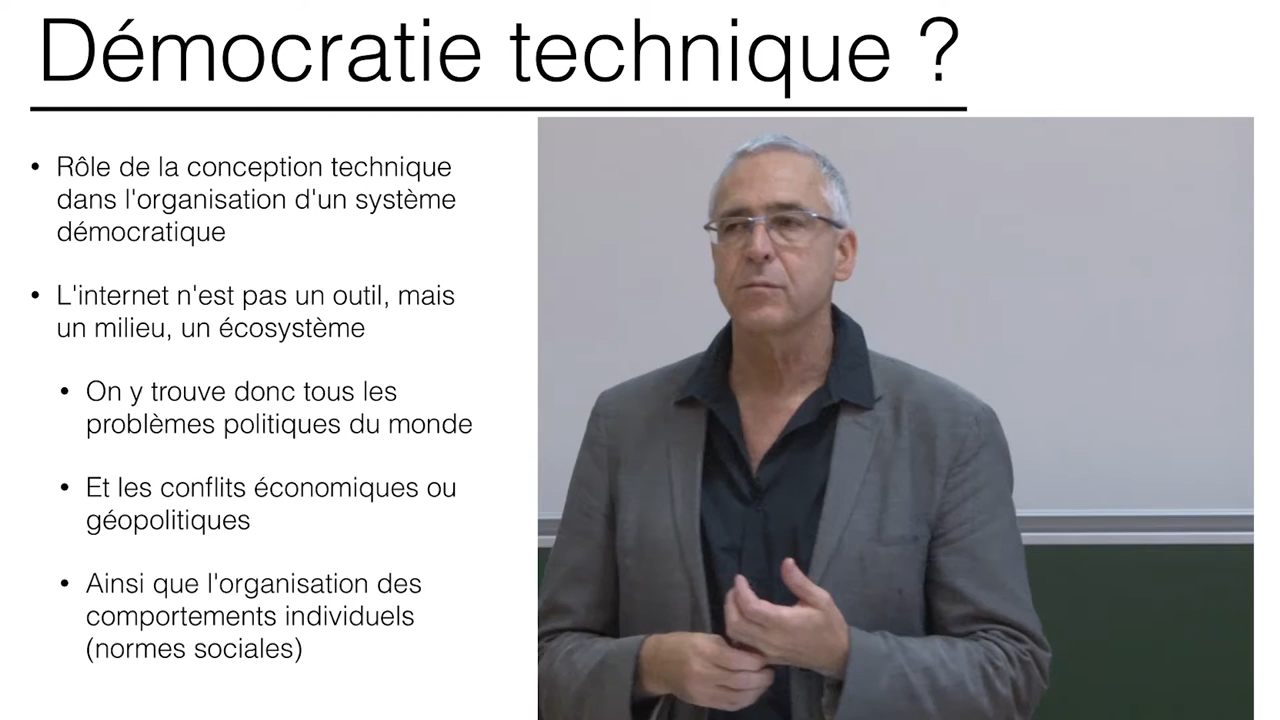 Démocratie technique ?
• Rôle de la conception technique
dans l'organisation d'un système
démocratique
• L'internet n'est pas un outil, mais
un milieu, un écosystème
• On y trouve donc tous les
problèmes politiques du monde
• Et les conflits économiques ou
géopolitiques
• Ainsi que l'organisation des
comportements individuels
(normes sociales)